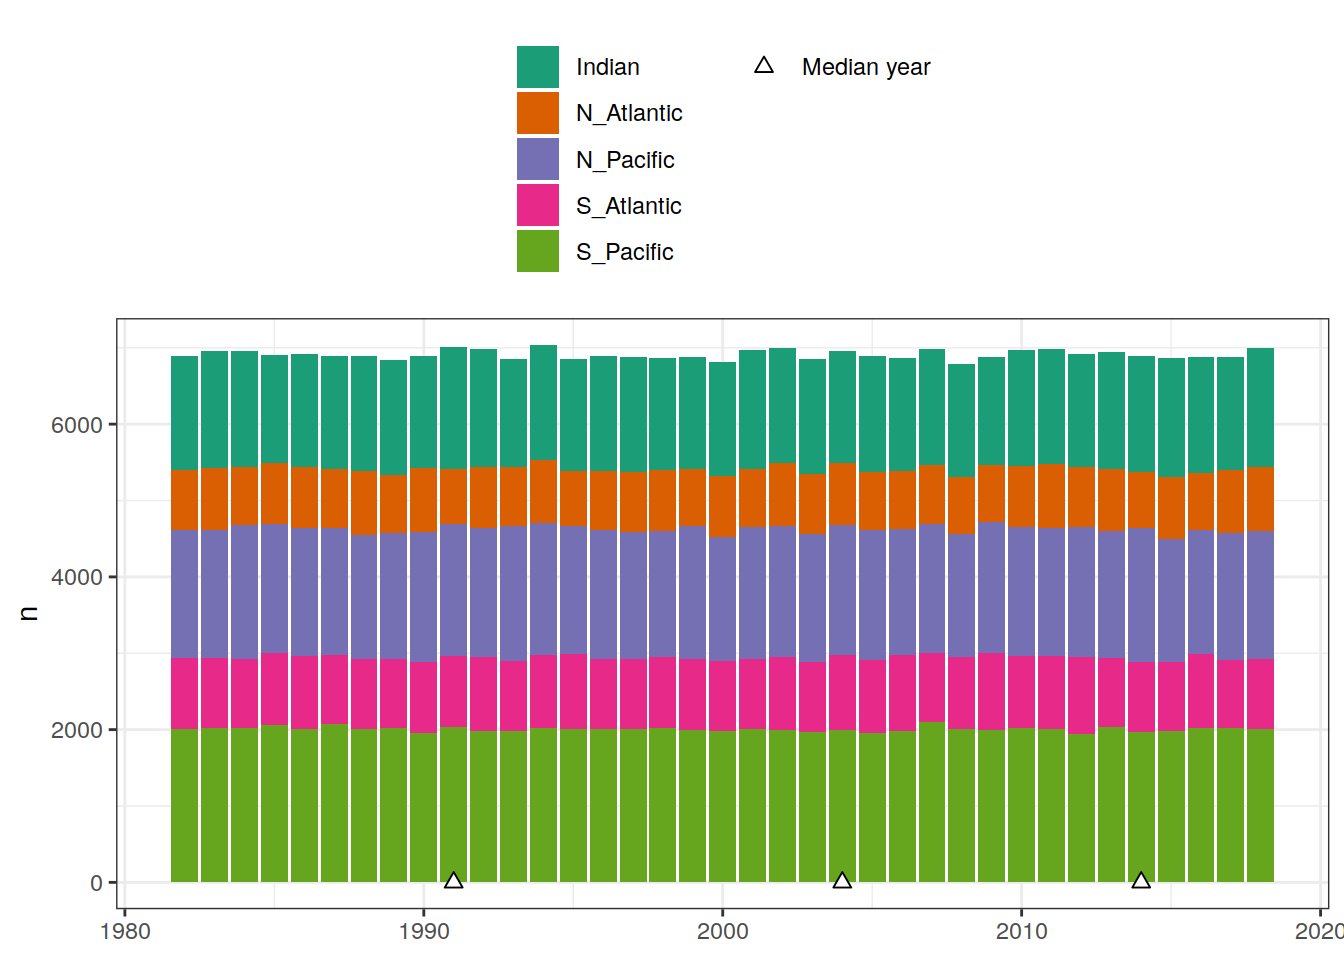 Indian
Median year
N_Atlantic
N_Pacific
S_Atlantic
S_Pacific
6000
4000
2000
0
n
1980
1990
2000
2010
2020